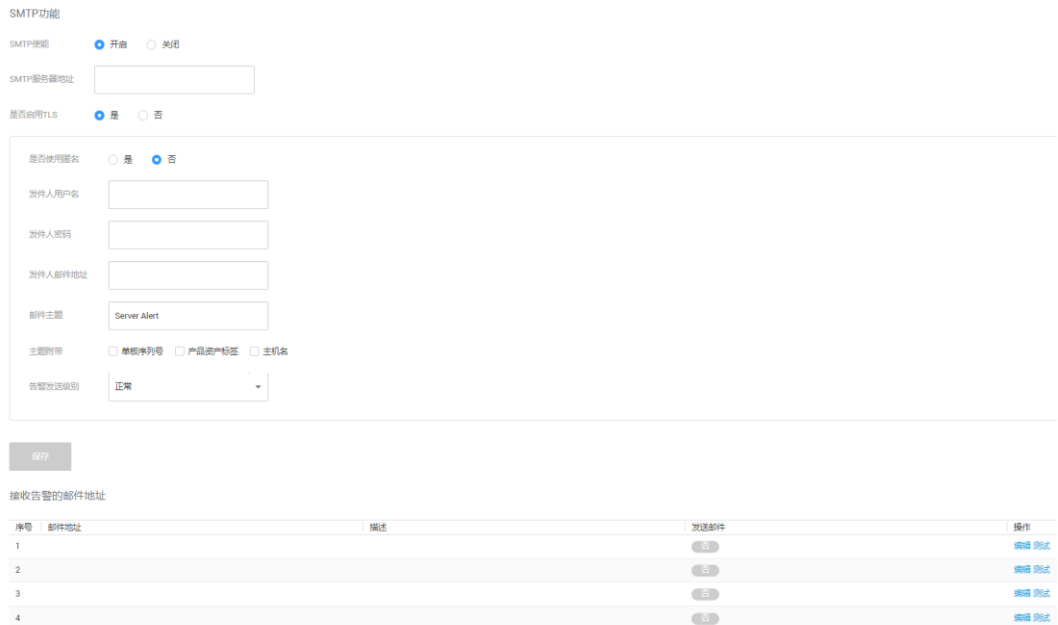 SMTP功能
SMTP使能 开启 关闭
SMTP服务器地址
是否启用TLS 是 否
是否使用匿名 是 否
发件人用户名
发件人密码
发件人邮件地址
邮件主题 Server Alert
主题附带 单板序列号 产品资产标签 主机名
告警发送级别 正常
保存
接收告警的邮件地址
序号 邮件地址 描述 发送邮件 操作
1 否 编辑 测试
2 否 编辑 测试
3 否 编辑 测试
4 否 编辑 测试